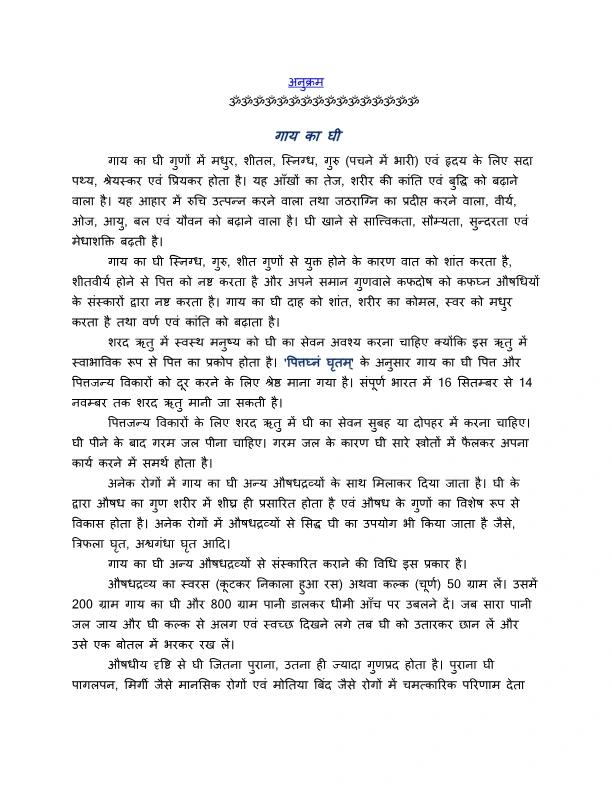 अनुक्रम
ॐॐॐॐॐॐॐॐॐॐॐॐॐॐॐॐ
गाय का घी
गाय का घी गुणों में मधुर, शीतल, स्निग्ध, गुरु (पचने में भारी) एवं हृदय के लिए सदा
पथ्य, श्रेयस्कर एवं प्रियकर होता है। यह आँखों का तेज, शरीर की कांति एवं बुद्धि को बढ़ाने
वाला है। यह आहार में रुचि उत्पन्न करने वाला तथा जठराग्नि का प्रदीप्त करने वाला, वीर्य,
ओज, आयु, बल एवं यौवन को बढ़ाने वाला है। घी खाने से सात्त्विकता, सौम्यता, सुन्दरता एवं
मेधाशक्ति बढ़ती है।
गाय का घी स्निग्ध, गुरु, शीत गुणों से युक्त होने के कारण वात को शांत करता है,
शीतवीर्य होने से पित्त को नष्ट करता है और अपने समान गुणवाले कफदोष को कफघ्न औषधियों
के संस्कारों द्वारा नष्ट करता है। गाय का घी दाह को शांत, शरीर का कोमल, स्वर को मधुर
करता है तथा वर्ण एवं कांति को बढ़ाता है।
शरद ऋतु में स्वस्थ मनुष्य को घी का सेवन अवश्य करना चाहिए क्योंकि इस ऋतु में
स्वाभाविक रूप से पित्त का प्रकोप होता है। 'पित्तघ्नं घृतम्' के अनुसार गाय का घी पित्त और
पित्तजन्य विकारों को दूर करने के लिए श्रेष्ठ माना गया है। संपूर्ण भारत में 16 सितम्बर से 14
नवम्बर तक शरद ऋतु मानी जा सकती है।
पित्तजन्य विकारों के लिए शरद ऋतु में घी का सेवन सुबह या दोपहर में करना चाहिए।
घी पीने के बाद गरम जल पीना चाहिए। गरम जल के कारण घी सारे स्त्रोतों में फैलकर अपना
कार्य करने में समर्थ होता है।
अनेक रोगों में गाय का घी अन्य औषधद्रव्यों के साथ मिलाकर दिया जाता है। घी के
द्वारा औषध का गुण शरीर में शीघ्र ही प्रसारित होता है एवं औषध के गुणों का विशेष रूप से
विकास होता है। अनेक रोगों में औषधद्रव्यों से सिद्ध घी का उपयोग भी किया जाता है जैसे,
त्रिफला घृत, अश्वगंधा घृत आदि।
गाय का घी अन्य औषधद्रव्यों से संस्कारित कराने की विधि इस प्रकार है।
औषधद्रव्य का स्वरस (कूटकर निकाला हुआ रस) अथवा कल्क (चूर्ण) 50 ग्राम लें। उसमें
200 ग्राम गाय का घी और 800 ग्राम पानी डालकर धीमी आँच पर उबलने दें। जब सारा पानी
जल जाय और घी कल्क से अलग एवं स्वच्छ दिखने लगे तब घी को उतारकर छान लें और
उसे एक बोतल में भरकर रख लें।
औषधीय दृष्टि से घी जितना पुराना, उतना ही ज्यादा गुणप्रद होता है। पुराना घी
पागलपन, मिर्गी जैसे मानसिक रोगों एवं मोतिया बिंद जैसे रोगों में चमत्कारिक परिणाम देता